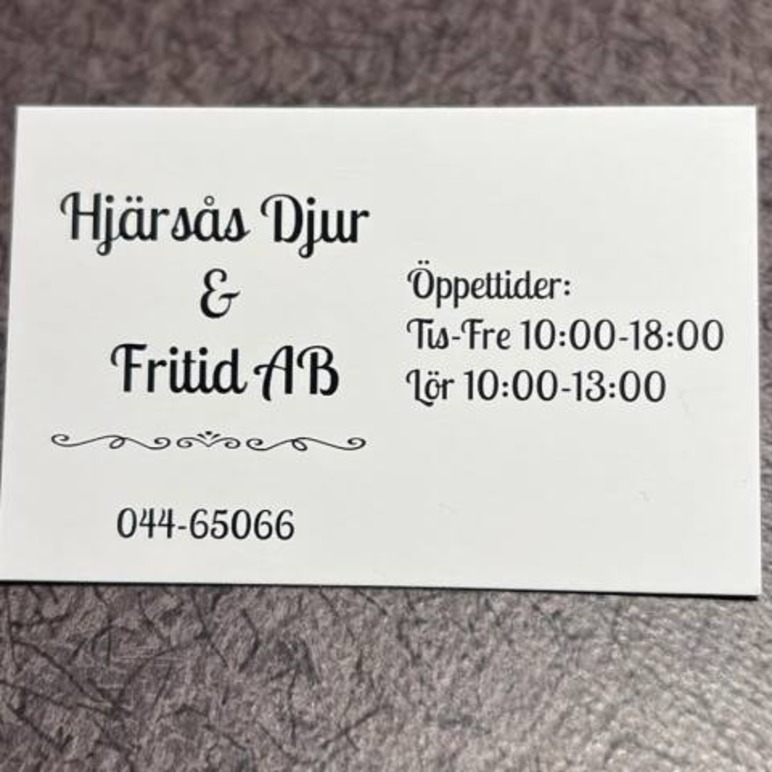 Hjärsås Djur
&
Fritid AB
044-65066
Öppettider:
Tis-Fre 10:00-18:00
Lör 10:00-13:00